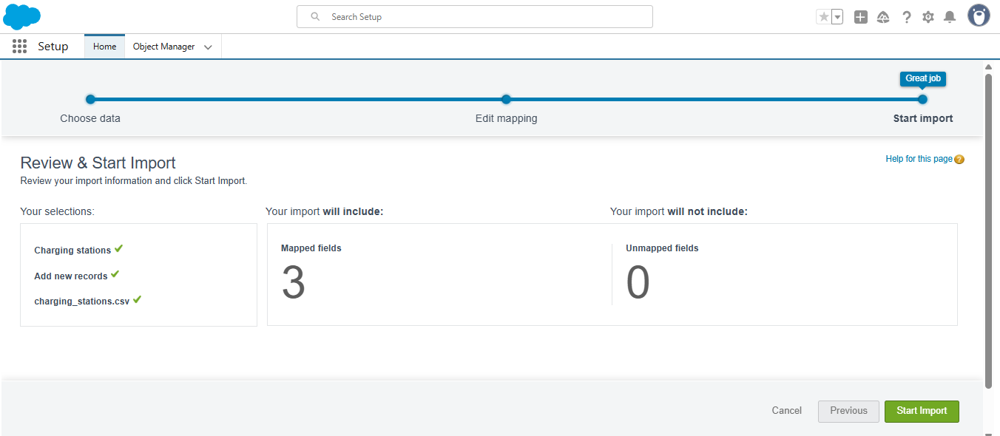 Search Setup
Setup
Home
Object Manager
Great job
Choose data
Edit mapping
Start import
Review & Start Import
Help for this page
Review your import information and click Start Import.
Your selections:
Your import will include:
Your import will not include:
Charging stations
Add new records
charging_stations.csv
Mapped fields
3
Unmapped fields
0
Cancel
Previous
Start Import